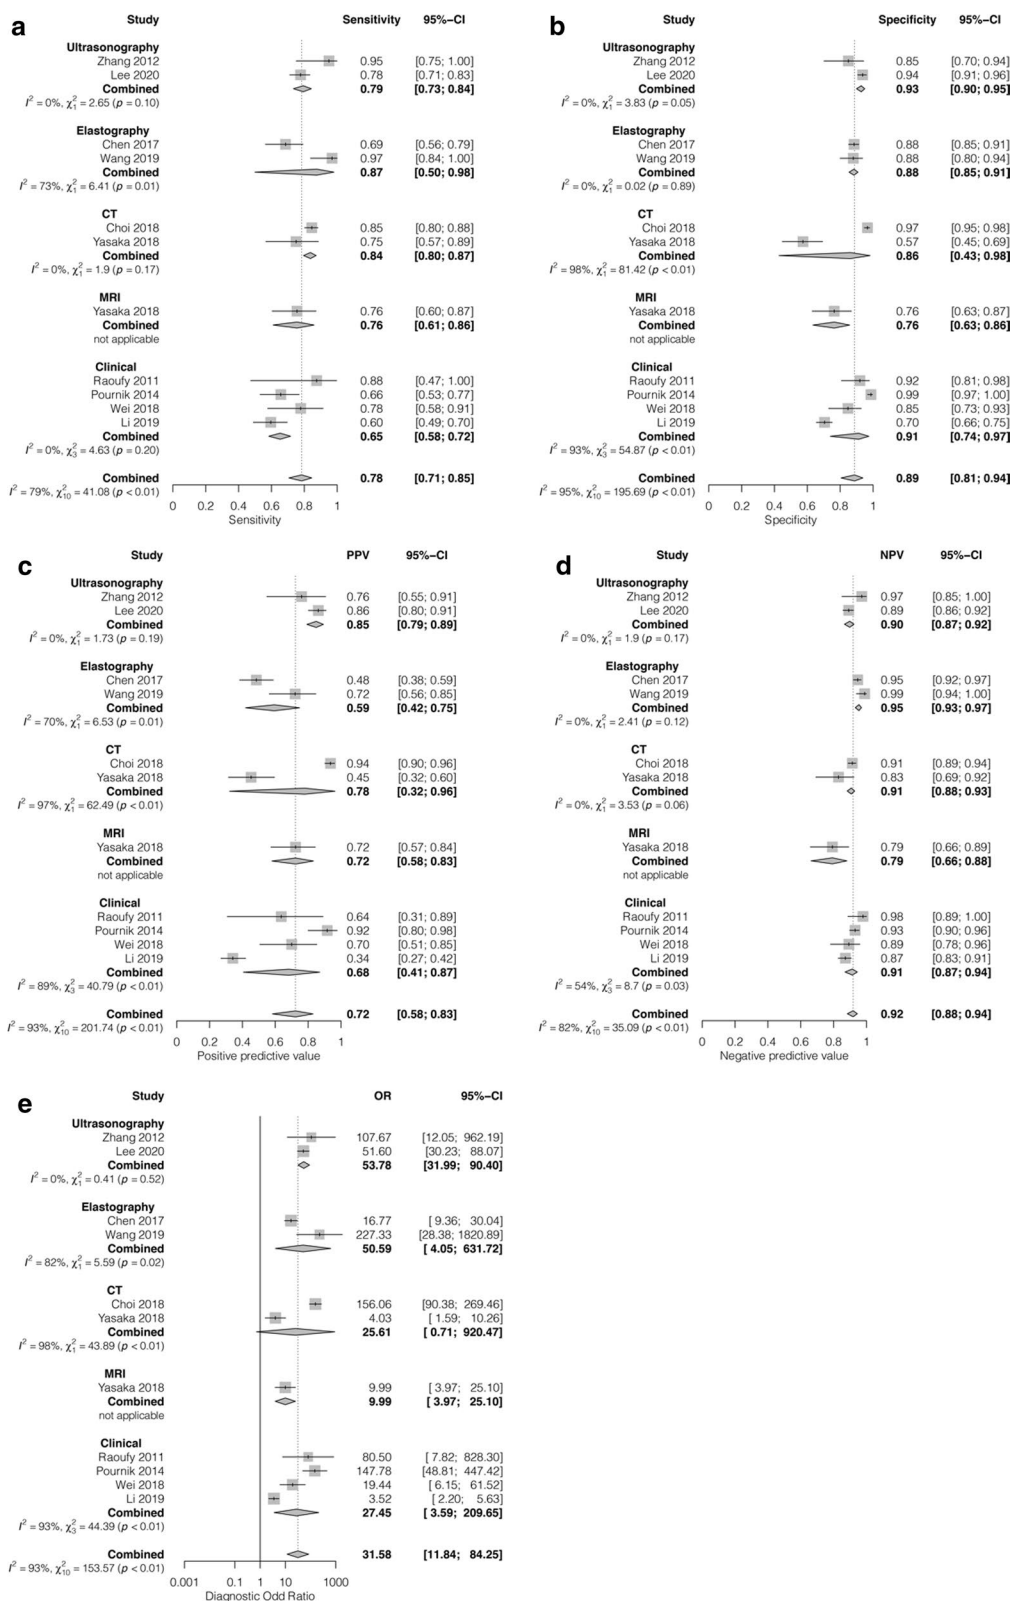 a
Study Sensitivity 95%−CI
Ultrasonography
Zhang 2012 0.95 [0.75; 1.00]
Lee 2020 0.78 [0.71; 0.83]
Combined 0.79 [0.73; 0.84]
I² = 0%, χ²₁ = 2.65 (p = 0.10)
Elastography
Chen 2017 0.69 [0.56; 0.79]
Wang 2019 0.97 [0.84; 1.00]
Combined 0.87 [0.50; 0.98]
I² = 73%, χ²₁ = 6.41 (p = 0.01)
CT
Choi 2018 0.85 [0.80; 0.88]
Yasaka 2018 0.75 [0.57; 0.89]
Combined 0.84 [0.80; 0.87]
I² = 0%, χ²₁ = 1.9 (p = 0.17)
MRI
Yasaka 2018 0.76 [0.60; 0.87]
Combined 0.76 [0.61; 0.86]
not applicable
Clinical
Raoufy 2011 0.88 [0.47; 1.00]
Pournik 2014 0.66 [0.53; 0.77]
Wei 2018 0.78 [0.58; 0.91]
Li 2019 0.60 [0.49; 0.70]
Combined 0.65 [0.58; 0.72]
I² = 0%, χ²₃ = 4.63 (p = 0.20)
Combined 0.78 [0.71; 0.85]
I² = 79%, χ²₁₀ = 41.08 (p < 0.01)
0 0.2 0.4 0.6 0.8 1
Sensitivity
b
Study Specificity 95%−CI
Ultrasonography
Zhang 2012 0.85 [0.70; 0.94]
Lee 2020 0.94 [0.91; 0.96]
Combined 0.93 [0.90; 0.95]
I² = 0%, χ²₁ = 3.83 (p = 0.05)
Elastography
Chen 2017 0.88 [0.85; 0.91]
Wang 2019 0.88 [0.80; 0.94]
Combined 0.88 [0.85; 0.91]
I² = 0%, χ²₁ = 0.02 (p = 0.89)
CT
Choi 2018 0.97 [0.95; 0.98]
Yasaka 2018 0.57 [0.45; 0.69]
Combined 0.86 [0.43; 0.98]
I² = 98%, χ²₁ = 81.42 (p < 0.01)
MRI
Yasaka 2018 0.76 [0.63; 0.87]
Combined 0.76 [0.63; 0.86]
not applicable
Clinical
Raoufy 2011 0.92 [0.81; 0.98]
Pournik 2014 0.99 [0.97; 1.00]
Wei 2018 0.85 [0.73; 0.93]
Li 2019 0.70 [0.66; 0.75]
Combined 0.91 [0.74; 0.97]
I² = 93%, χ²₃ = 54.87 (p < 0.01)
Combined 0.89 [0.81; 0.94]
I² = 95%, χ²₁₀ = 195.69 (p < 0.01)
0 0.2 0.4 0.6 0.8 1
Specificity
c
Study PPV 95%−CI
Ultrasonography
Zhang 2012 0.76 [0.55; 0.91]
Lee 2020 0.86 [0.80; 0.91]
Combined 0.85 [0.79; 0.89]
I² = 0%, χ²₁ = 1.73 (p = 0.19)
Elastography
Chen 2017 0.48 [0.38; 0.59]
Wang 2019 0.72 [0.56; 0.85]
Combined 0.59 [0.42; 0.75]
I² = 70%, χ²₁ = 6.53 (p = 0.01)
CT
Choi 2018 0.94 [0.90; 0.96]
Yasaka 2018 0.45 [0.32; 0.60]
Combined 0.78 [0.32; 0.96]
I² = 97%, χ²₁ = 62.49 (p < 0.01)
MRI
Yasaka 2018 0.72 [0.57; 0.84]
Combined 0.72 [0.58; 0.83]
not applicable
Clinical
Raoufy 2011 0.64 [0.31; 0.89]
Pournik 2014 0.92 [0.80; 0.98]
Wei 2018 0.70 [0.51; 0.85]
Li 2019 0.34 [0.27; 0.42]
Combined 0.68 [0.41; 0.87]
I² = 89%, χ²₃ = 40.79 (p < 0.01)
Combined 0.72 [0.58; 0.83]
I² = 93%, χ²₁₀ = 201.74 (p < 0.01)
0 0.2 0.4 0.6 0.8 1
Positive predictive value
d
Study NPV 95%−CI
Ultrasonography
Zhang 2012 0.97 [0.85; 1.00]
Lee 2020 0.89 [0.86; 0.92]
Combined 0.90 [0.87; 0.92]
I² = 0%, χ²₁ = 1.9 (p = 0.17)
Elastography
Chen 2017 0.95 [0.92; 0.97]
Wang 2019 0.99 [0.94; 1.00]
Combined 0.95 [0.93; 0.97]
I² = 0%, χ²₁ = 2.41 (p = 0.12)
CT
Choi 2018 0.91 [0.89; 0.94]
Yasaka 2018 0.83 [0.69; 0.92]
Combined 0.91 [0.88; 0.93]
I² = 0%, χ²₁ = 3.53 (p = 0.06)
MRI
Yasaka 2018 0.79 [0.66; 0.89]
Combined 0.79 [0.66; 0.88]
not applicable
Clinical
Raoufy 2011 0.98 [0.89; 1.00]
Pournik 2014 0.93 [0.90; 0.96]
Wei 2018 0.89 [0.78; 0.96]
Li 2019 0.87 [0.83; 0.91]
Combined 0.91 [0.87; 0.94]
I² = 54%, χ²₃ = 8.7 (p = 0.03)
Combined 0.92 [0.88; 0.94]
I² = 82%, χ²₁₀ = 35.09 (p < 0.01)
0 0.2 0.4 0.6 0.8 1
Negative predictive value
e
Study OR 95%−CI
Ultrasonography
Zhang 2012 107.67 [12.05; 962.19]
Lee 2020 51.60 [30.23; 88.07]
Combined 53.78 [31.99; 90.40]
I² = 0%, χ²₁ = 0.41 (p = 0.52)
Elastography
Chen 2017 16.77 [ 9.36; 30.04]
Wang 2019 227.33 [28.38; 1820.89]
Combined 50.59 [ 4.05; 631.72]
I² = 82%, χ²₁ = 5.59 (p = 0.02)
CT
Choi 2018 156.06 [90.38; 269.46]
Yasaka 2018 4.03 [ 1.59; 10.26]
Combined 25.61 [ 0.71; 920.47]
I² = 98%, χ²₁ = 43.89 (p < 0.01)
MRI
Yasaka 2018 9.99 [ 3.97; 25.10]
Combined 9.99 [ 3.97; 25.10]
not applicable
Clinical
Raoufy 2011 80.50 [ 7.82; 828.30]
Pournik 2014 147.78 [48.81; 447.42]
Wei 2018 19.44 [ 6.15; 61.52]
Li 2019 3.52 [ 2.20; 5.63]
Combined 27.45 [ 3.59; 209.65]
I² = 93%, χ²₃ = 44.39 (p < 0.01)
Combined 31.58 [11.84; 84.25]
I² = 93%, χ²₁₀ = 153.57 (p < 0.01)
0.001 0.1 1 10 1000
Diagnostic Odd Ratio